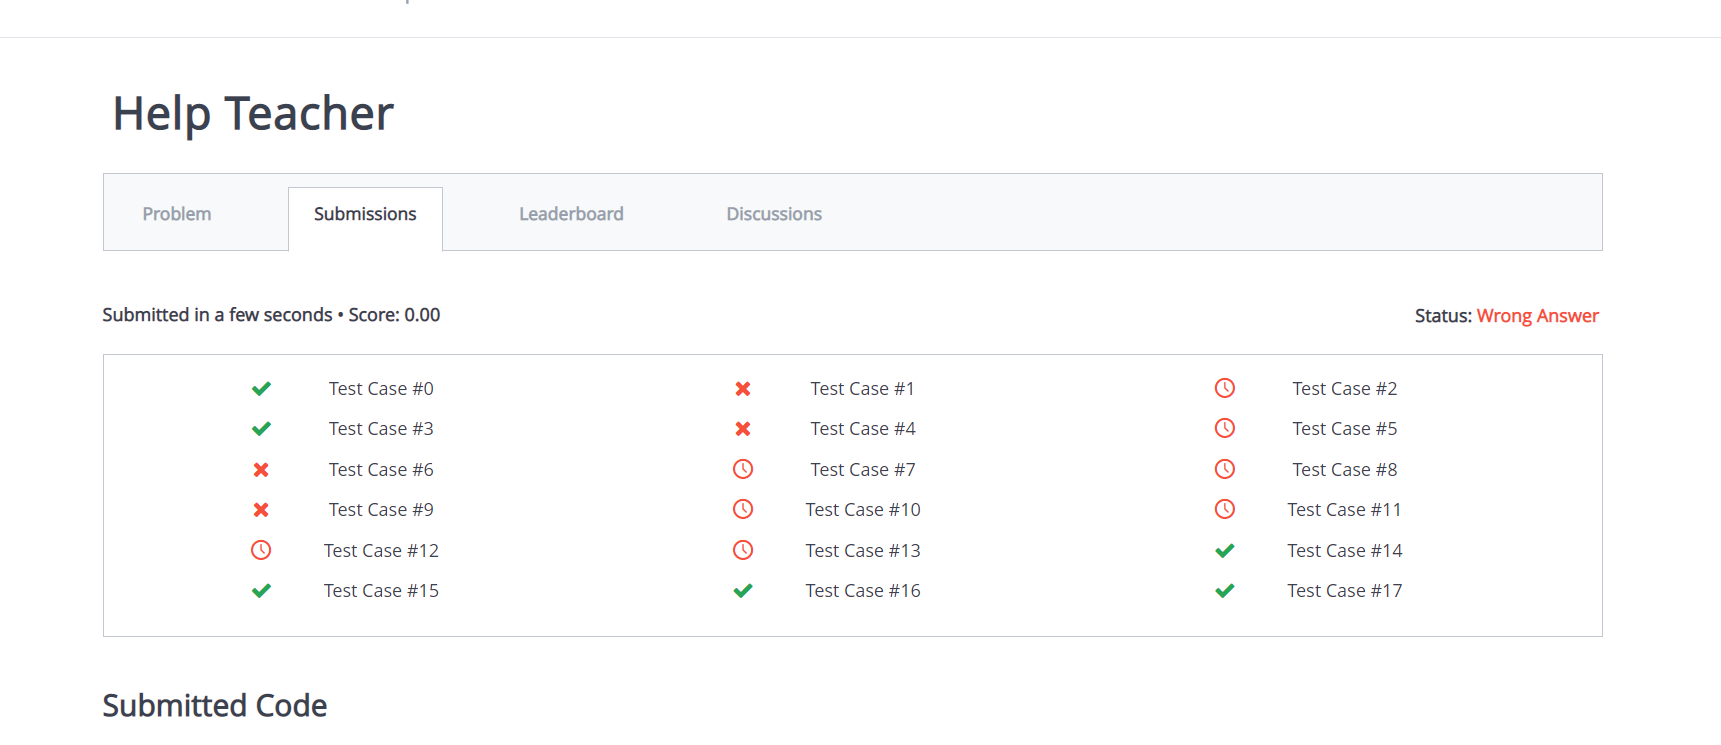 Help Teacher
Problem Submissions Leaderboard Discussions
Submitted in a few seconds • Score: 0.00 Status: Wrong Answer
Test Case #0 Test Case #1 Test Case #2
Test Case #3 Test Case #4 Test Case #5
Test Case #6 Test Case #7 Test Case #8
Test Case #9 Test Case #10 Test Case #11
Test Case #12 Test Case #13 Test Case #14
Test Case #15 Test Case #16 Test Case #17
Submitted Code